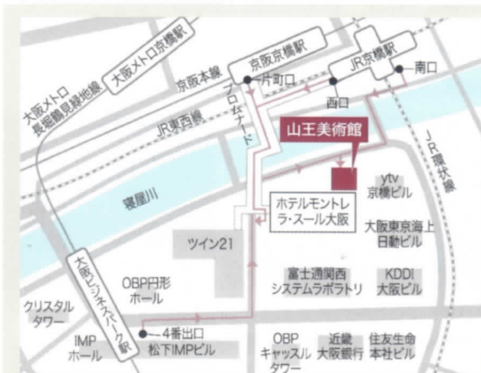 大阪メトロ京橋駅
京阪京橋駅
JR京橋駅
大阪メトロ
長堀鶴見緑地線
京阪本線
片町口
西口
南口
プロムナード
JR東西線
JR環状線
山王美術館
寝屋川
ytv
京橋ビル
ホテルモントレ
ラ・スール大阪
ツイン21
大阪東京海上
日動ビル
大阪ビジネスパーク駅
OBP円形
ホール
富士通関西
システムラボラトリ
KDDI
大阪ビル
クリスタル
タワー
IMP
ホール
4番出口
松下IMPビル
OBP
キャッスル
タワー
近畿
大阪銀行
住友生命
本社ビル